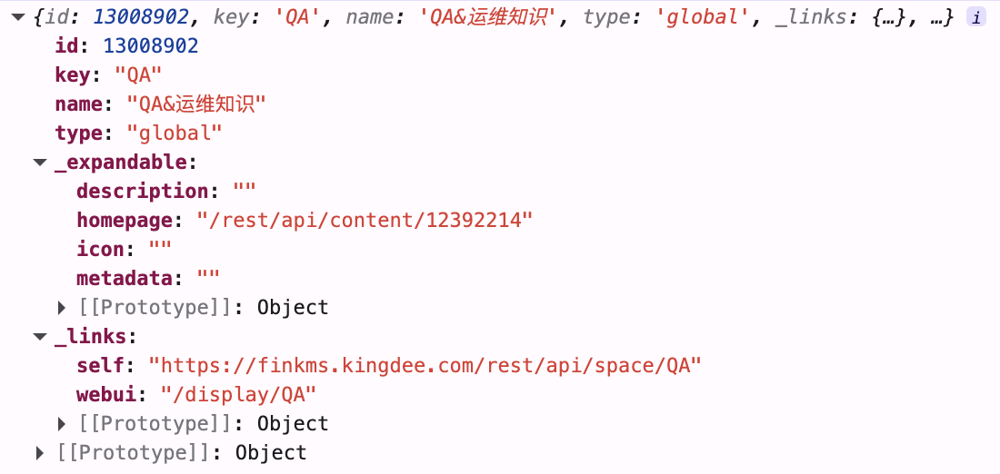 {id: 13008902, key: 'QA', name: 'QA&运维知识', type: 'global', _links: {…}, …} i
id: 13008902
key: "QA"
name: "QA&运维知识"
type: "global"
_expandable:
description: ""
homepage: "/rest/api/content/12392214"
icon: ""
metadata: ""
[[Prototype]]: Object
_links:
self: "https://finkms.kingdee.com/rest/api/space/QA"
webui: "/display/QA"
[[Prototype]]: Object
[[Prototype]]: Object